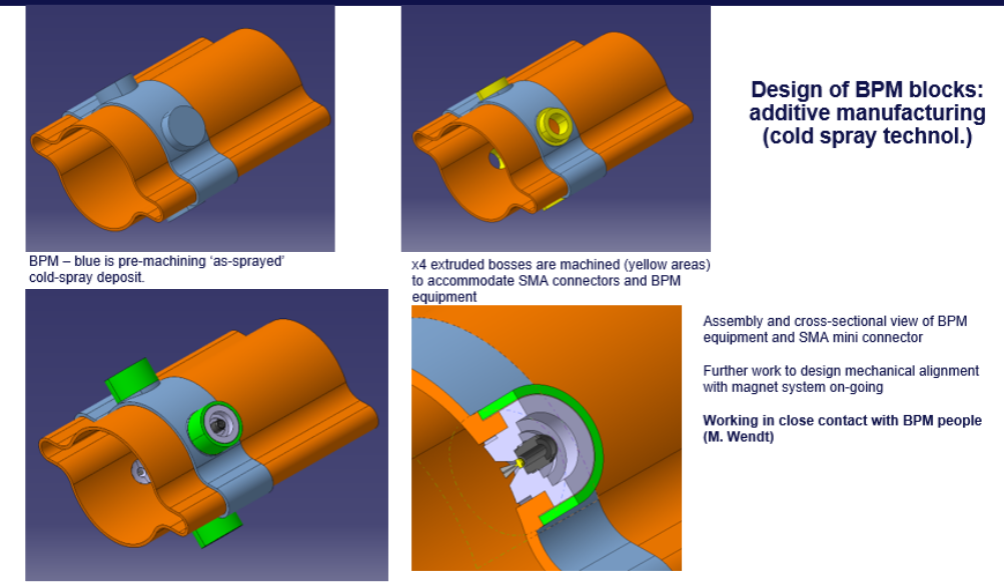 Design of BPM blocks:
additive manufacturing
(cold spray technol.)
BPM – blue is pre-machining ‘as-sprayed’
cold-spray deposit.
x4 extruded bosses are machined (yellow areas)
to accommodate SMA connectors and BPM
equipment
Assembly and cross-sectional view of BPM
equipment and SMA mini connector
Further work to design mechanical alignment
with magnet system on-going
Working in close contact with BPM people
(M. Wendt)